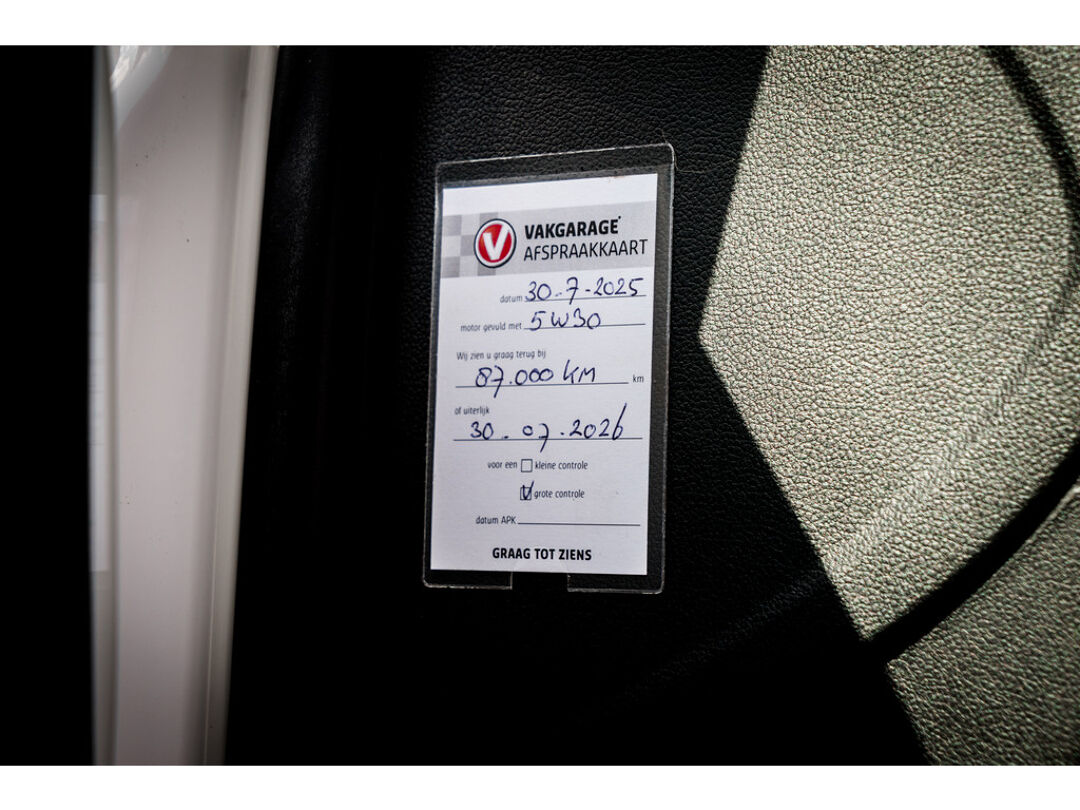 V VAKGARAGE
AFSPRAAKKAART
datum 30-7-2025
motor gevuld met 5W30
Wij zien u graag terug bij
87.000 KM km
of uiterlijk
30-07-2026
voor een kleine controle
grote controle
datum APK
GRAAG TOT ZIENS